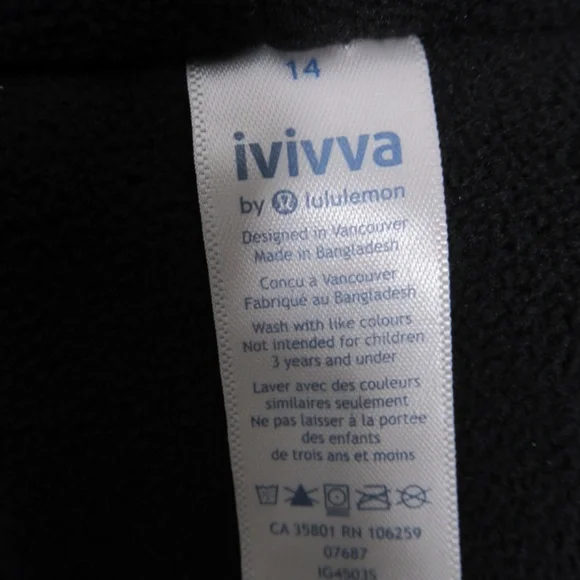 14
ivivva
by lululemon
Designed in Vancouver
Made in Bangladesh
Concu a Vancouver
Fabriqué au Bangladesh
Wash with like colours
Not intended for children
3 years and under
Laver avec des couleurs
similaires seulement
Ne pas laisser à la portee
des enfants
de trois ans et moins
CA 35801 RN 106259
07687